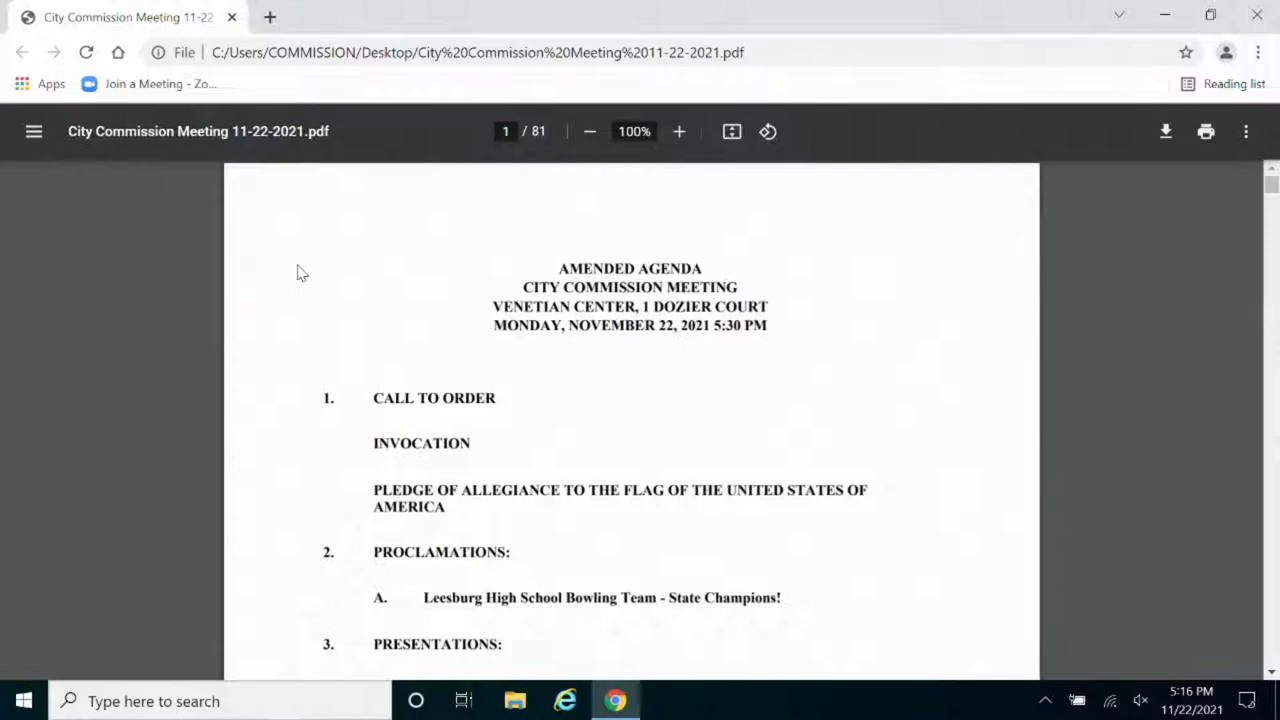 City Commission Meeting 11-22
File C:/Users/COMMISSION/Desktop/City%20Commission%20Meeting%2011-22-2021.pdf
Apps Join a Meeting - Zo... Reading list
City Commission Meeting 11-22-2021.pdf 1 / 81 100%
AMENDED AGENDA
CITY COMMISSION MEETING
VENETIAN CENTER, 1 DOZIER COURT
MONDAY, NOVEMBER 22, 2021 5:30 PM
1. CALL TO ORDER
INVOCATION
PLEDGE OF ALLEGIANCE TO THE FLAG OF THE UNITED STATES OF
AMERICA
2. PROCLAMATIONS:
A. Leesburg High School Bowling Team - State Champions!
3. PRESENTATIONS:
Type here to search
5:16 PM
11/22/2021